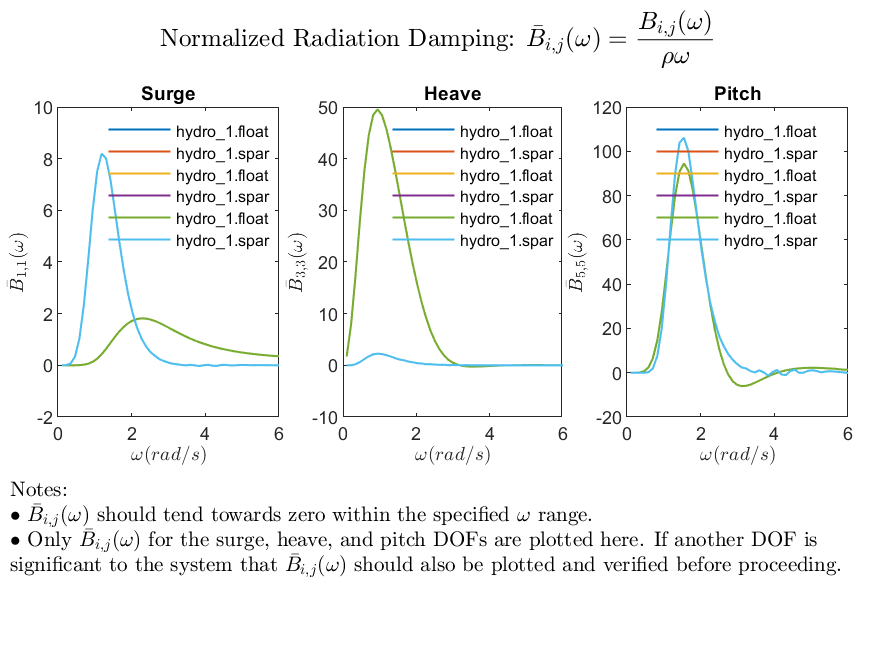 Normalized Radiation Damping: B̄i,j(ω) = Bi,j(ω) / ρω
Surge
10
8
6
4
2
0
-2
B̄1,1(ω)
hydro_1.float
hydro_1.spar
hydro_1.float
hydro_1.spar
hydro_1.float
hydro_1.spar
0 2 4 6
ω(rad/s)
Heave
50
40
30
20
10
0
-10
B̄3,3(ω)
hydro_1.float
hydro_1.spar
hydro_1.float
hydro_1.spar
hydro_1.float
hydro_1.spar
0 2 4 6
ω(rad/s)
Pitch
120
100
80
60
40
20
0
-20
B̄5,5(ω)
hydro_1.float
hydro_1.spar
hydro_1.float
hydro_1.spar
hydro_1.float
hydro_1.spar
0 2 4 6
ω(rad/s)
Notes:
• B̄i,j(ω) should tend towards zero within the specified ω range.
• Only B̄i,j(ω) for the surge, heave, and pitch DOFs are plotted here. If another DOF is
significant to the system that B̄i,j(ω) should also be plotted and verified before proceeding.